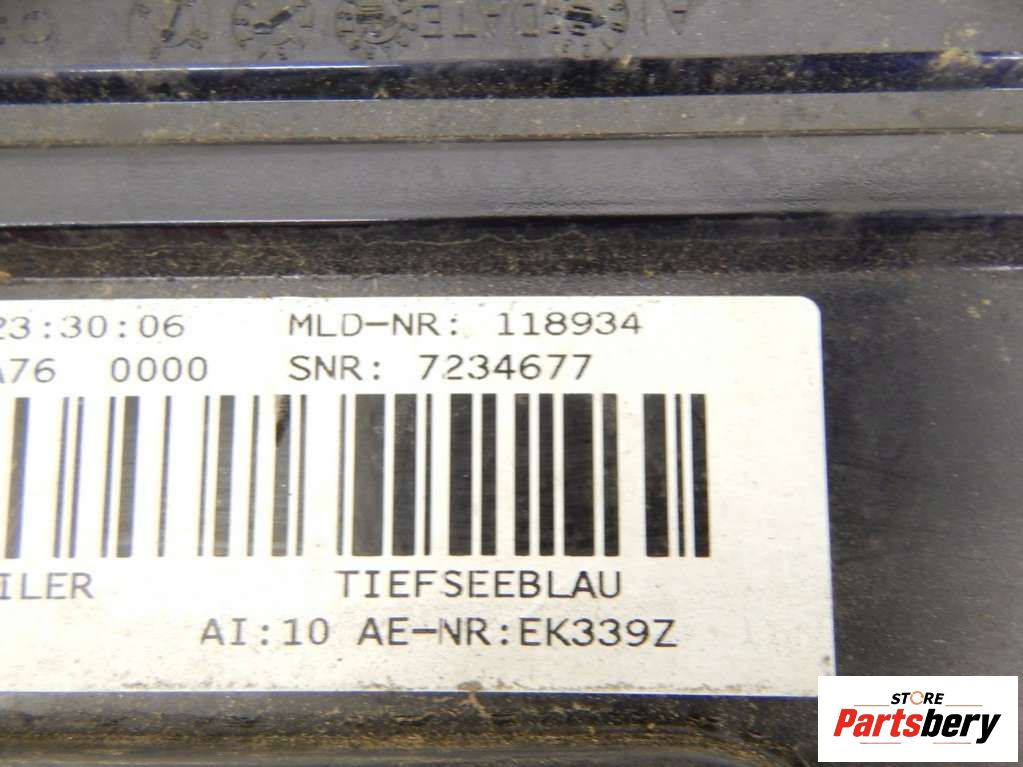 DATE
23:30:06 MLD-NR: 118934
A76 0000 SNR: 7234677
ILER TIEFSEEBLAU
AI:10 AE-NR:EK339Z
STORE
Partsbery